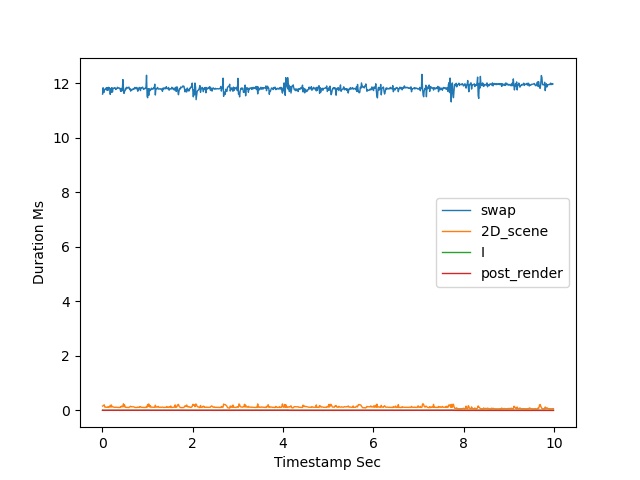 12
10
8
6
4
2
0
Duration Ms
swap
2D_scene
I
post_render
0 2 4 6 8 10
Timestamp Sec